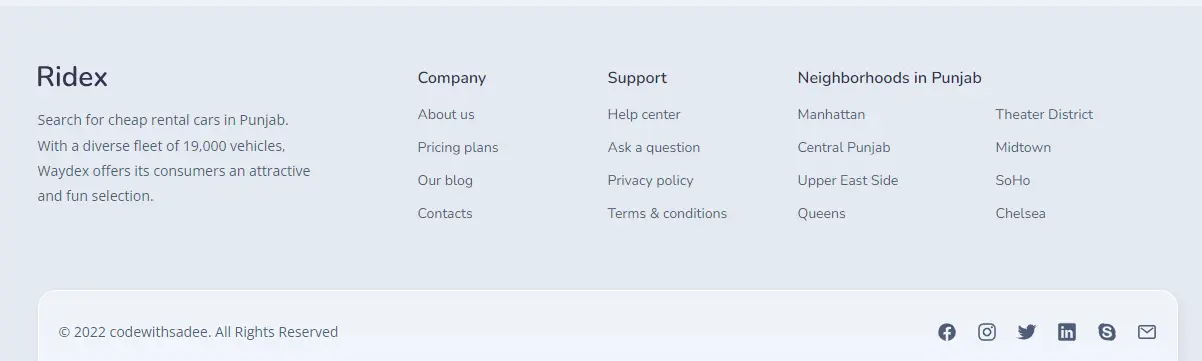 Ridex
Search for cheap rental cars in Punjab.
With a diverse fleet of 19,000 vehicles,
Waydex offers its consumers an attractive
and fun selection.
Company
About us
Pricing plans
Our blog
Contacts
Support
Help center
Ask a question
Privacy policy
Terms & conditions
Neighborhoods in Punjab
Manhattan
Central Punjab
Upper East Side
Queens
Theater District
Midtown
SoHo
Chelsea
© 2022 codewithsadee. All Rights Reserved